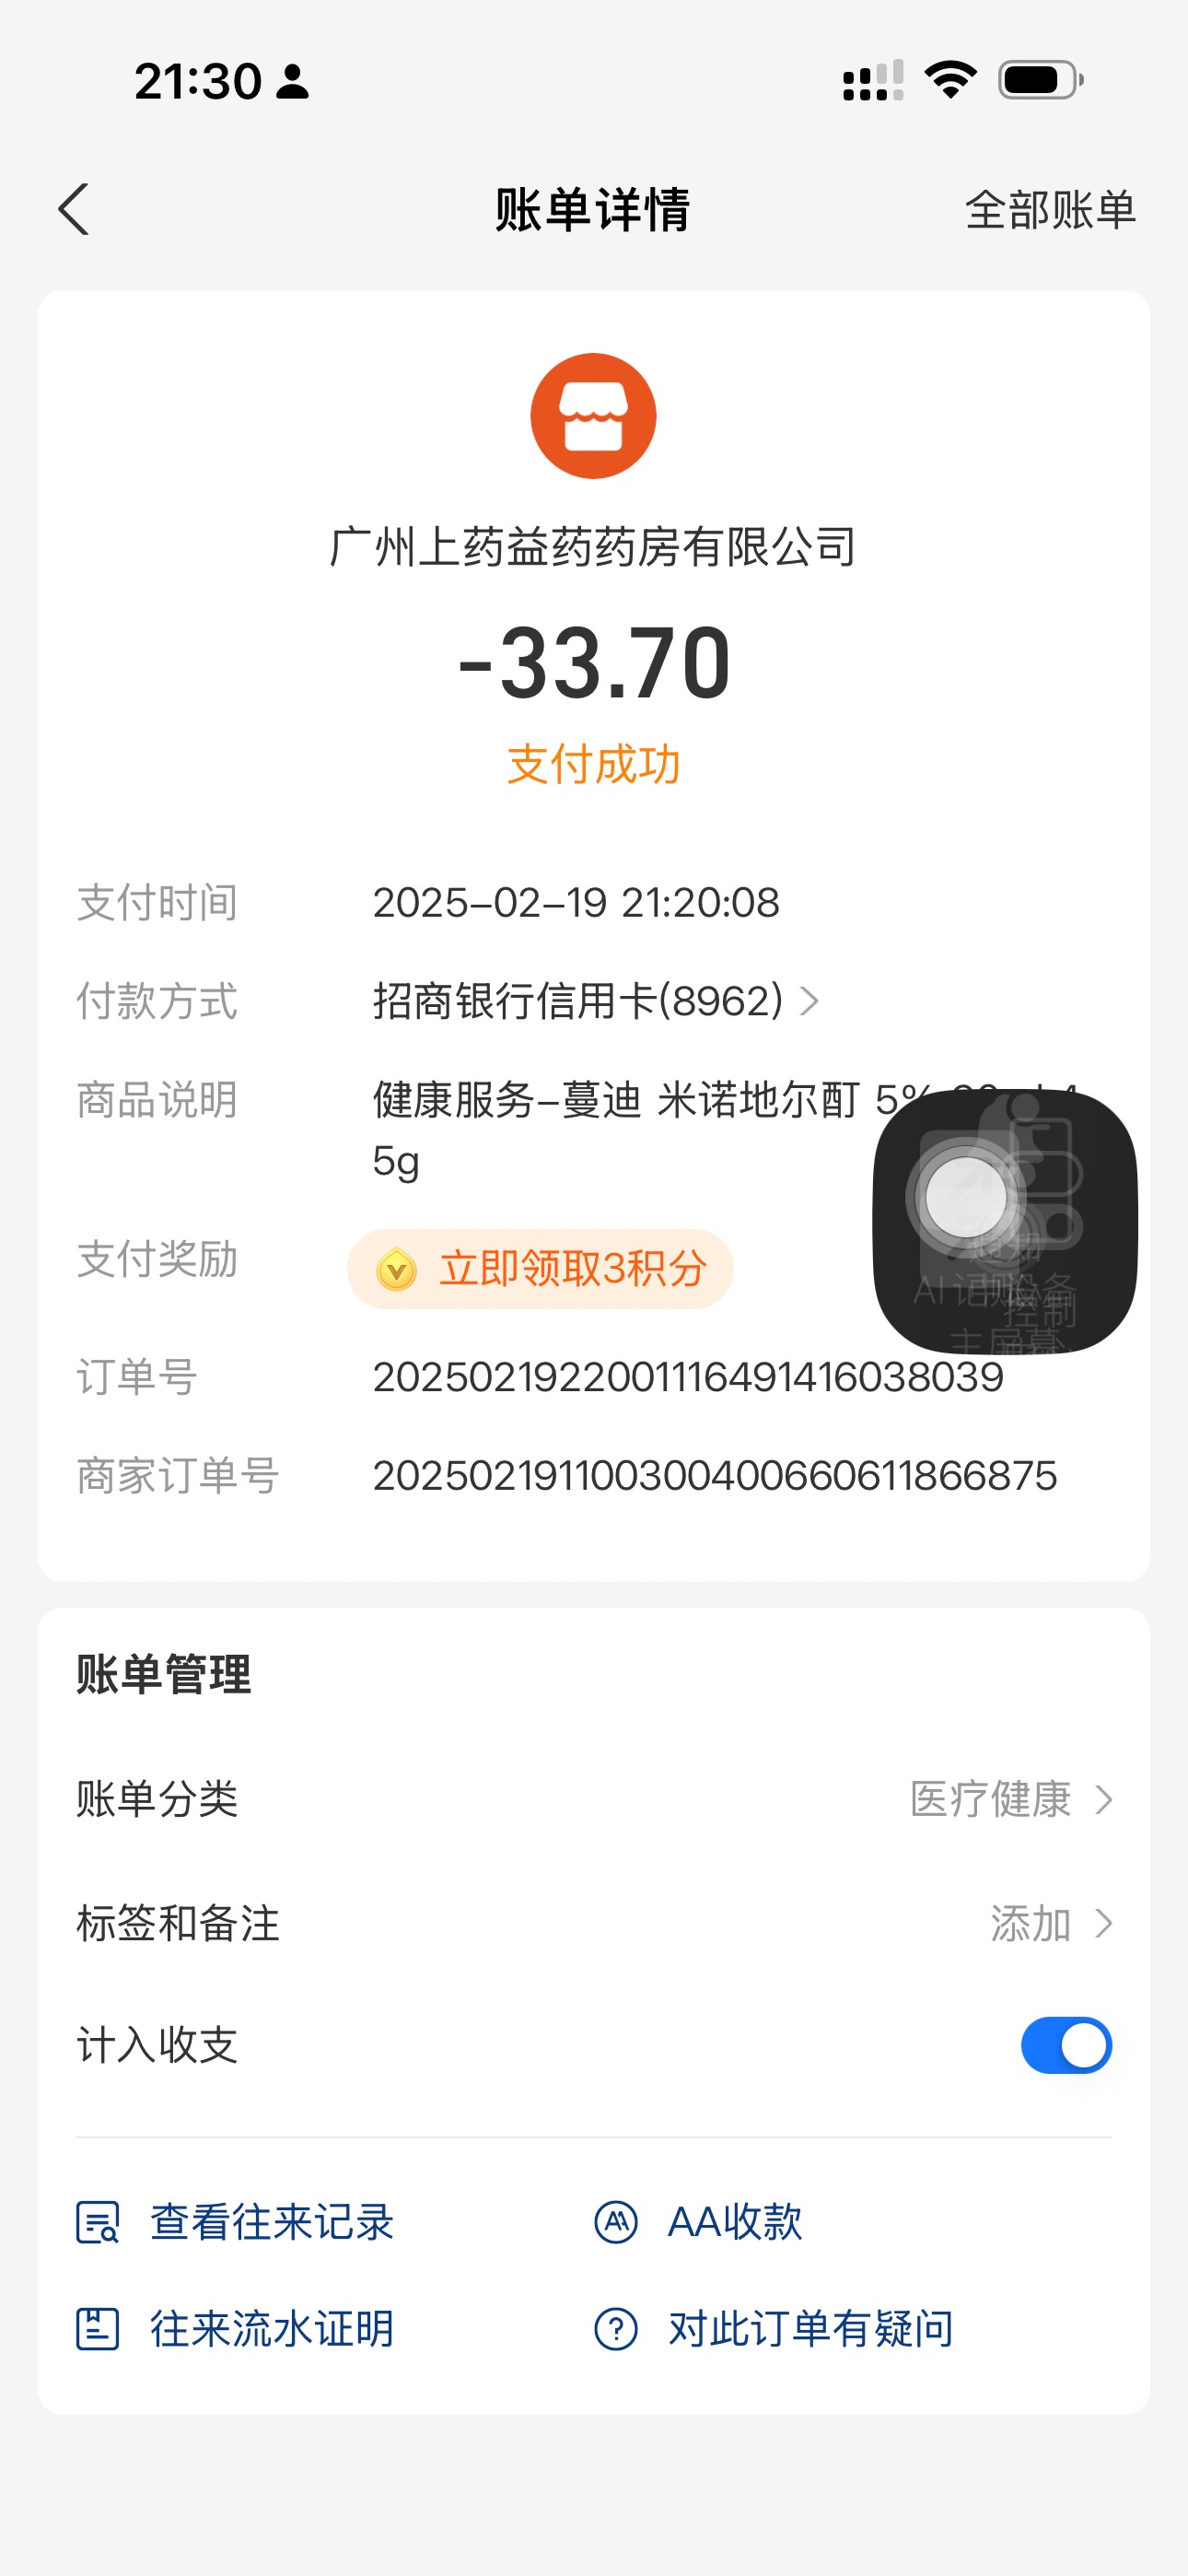 21:30
账单详情
全部账单
广州上药益药药房有限公司
-33.70
支付成功
支付时间 2025-02-19 21:20:08
付款方式 招商银行信用卡(8962)
商品说明 健康服务-蔓迪 米诺地尔酊 5%
5g
支付奖励 立即领取3积分
订单号 2025021922001116491416038039
商家订单号 20250219110030040066061186​6875
账单管理
账单分类 医疗健康
标签和备注 添加
计入收支
查看往来记录 AA收款
往来流水证明 对此订单有疑问